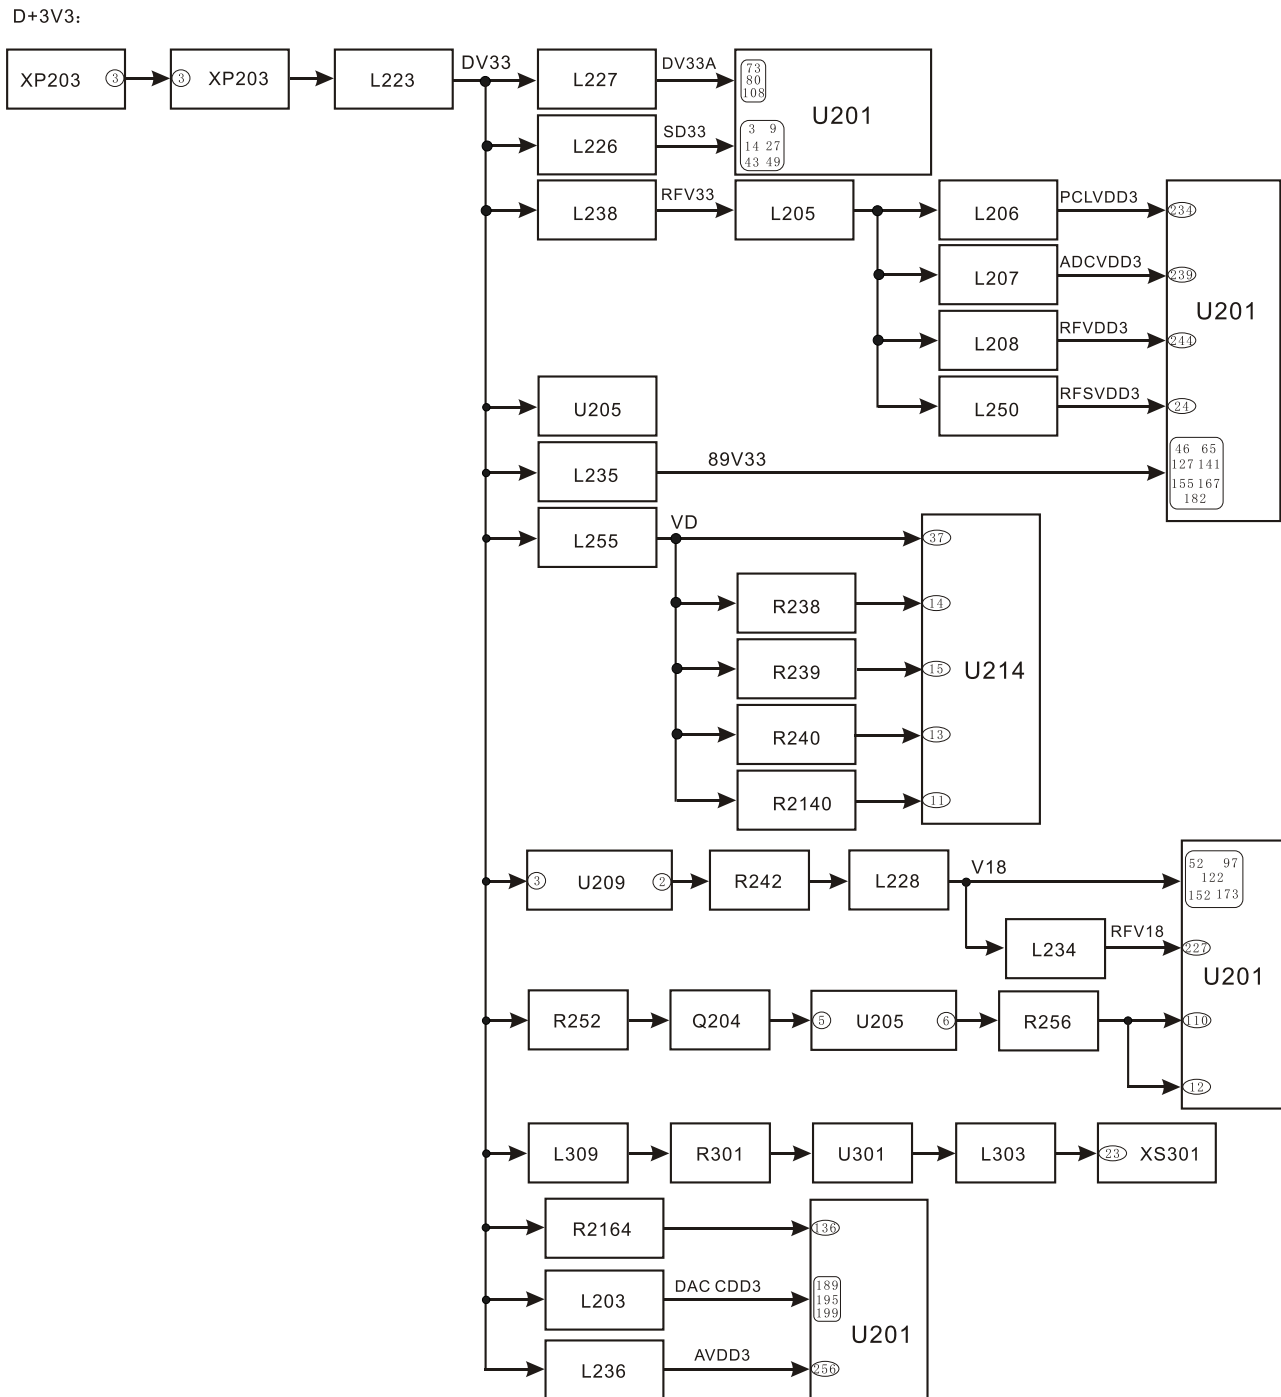 D+3V3:
XP203 3
3 XP203
L223
DV33
L227
DV33A
73
80
108
U201
L226
SD33
3 9
14 27
43 49
L238
RFV33
L205
L206
PCLVDD3
234
L207
ADCVDD3
239
U201
L208
RFVDD3
244
U205
L250
RFSVDD3
24
L235
89V33
46 65
127 141
155 167
182
L255
VD
37
R238
14
R239
15
U214
R240
13
R2140
11
3 U209 2
R242
L228
V18
52 97
122
152 173
L234
RFV18
227
U201
R252
Q204
5 U205 6
R256
110
12
L309
R301
U301
L303
23 XS301
R2164
136
L203
DAC CDD3
189
195
199
U201
L236
AVDD3
256